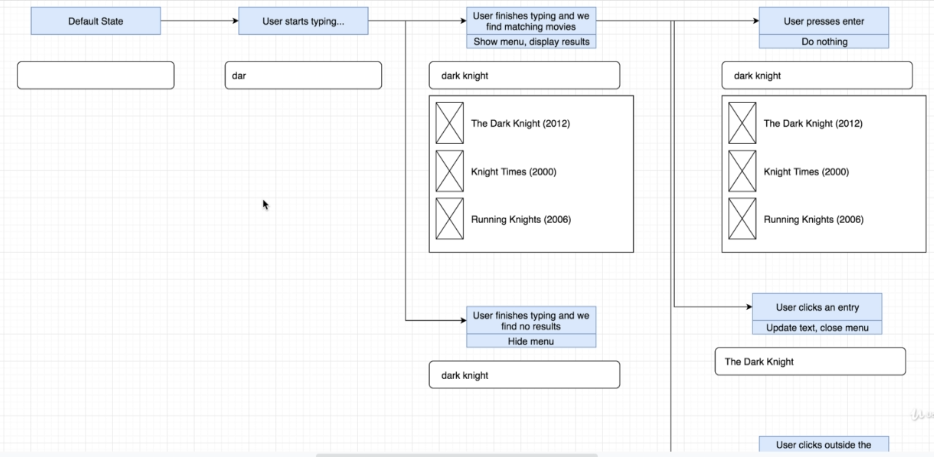 Default State
User starts typing...
User finishes typing and we
find matching movies
Show menu, display results
User presses enter
Do nothing
dar
dark knight
dark knight
The Dark Knight (2012)
Knight Times (2000)
Running Knights (2006)
The Dark Knight (2012)
Knight Times (2000)
Running Knights (2006)
User finishes typing and we
find no results
Hide menu
dark knight
User clicks an entry
Update text, close menu
The Dark Knight
User clicks outside the